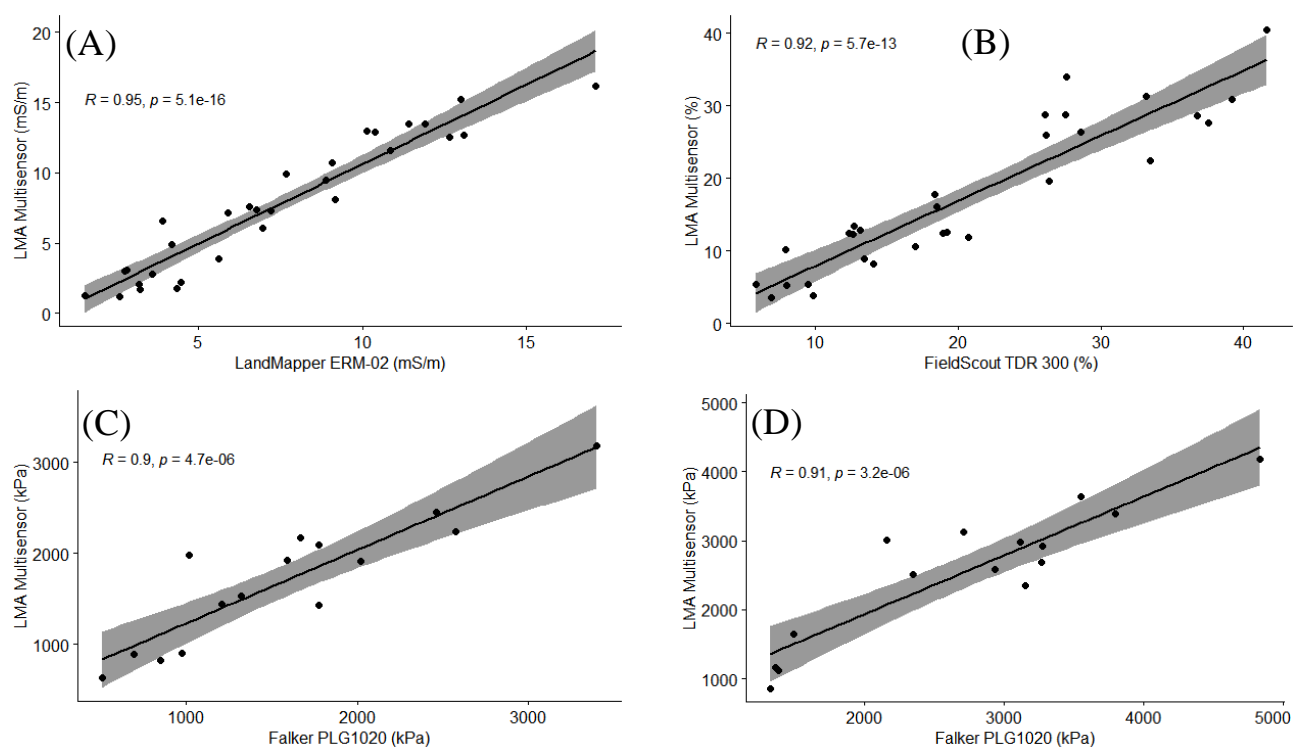 (A)
R = 0.95, p = 5.1e-16
LMA Multisensor (mS/m)
20
15
10
5
0
5 10 15
LandMapper ERM-02 (mS/m)
(B)
R = 0.92, p = 5.7e-13
LMA Multisensor (%)
40
30
20
10
0
10 20 30 40
FieldScout TDR 300 (%)
(C)
R = 0.9, p = 4.7e-06
LMA Multisensor (kPa)
3000
2000
1000
1000 2000 3000
Falker PLG1020 (kPa)
(D)
R = 0.91, p = 3.2e-06
LMA Multisensor (kPa)
5000
4000
3000
2000
1000
2000 3000 4000 5000
Falker PLG1020 (kPa)